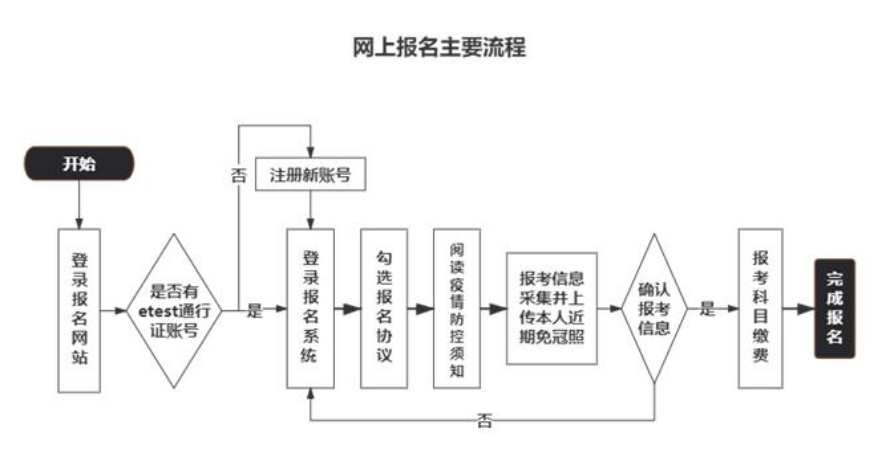 网上报名主要流程
开始
登录报名网站
是否有
etest通行
证账号
否
注册新账号
是
登录报名系统
勾选报名协议
阅读疫情防控须知
报考信息
采集并上
传本人近
期免冠照
确认
报考
信息
是
否
报考科目缴费
完成报名